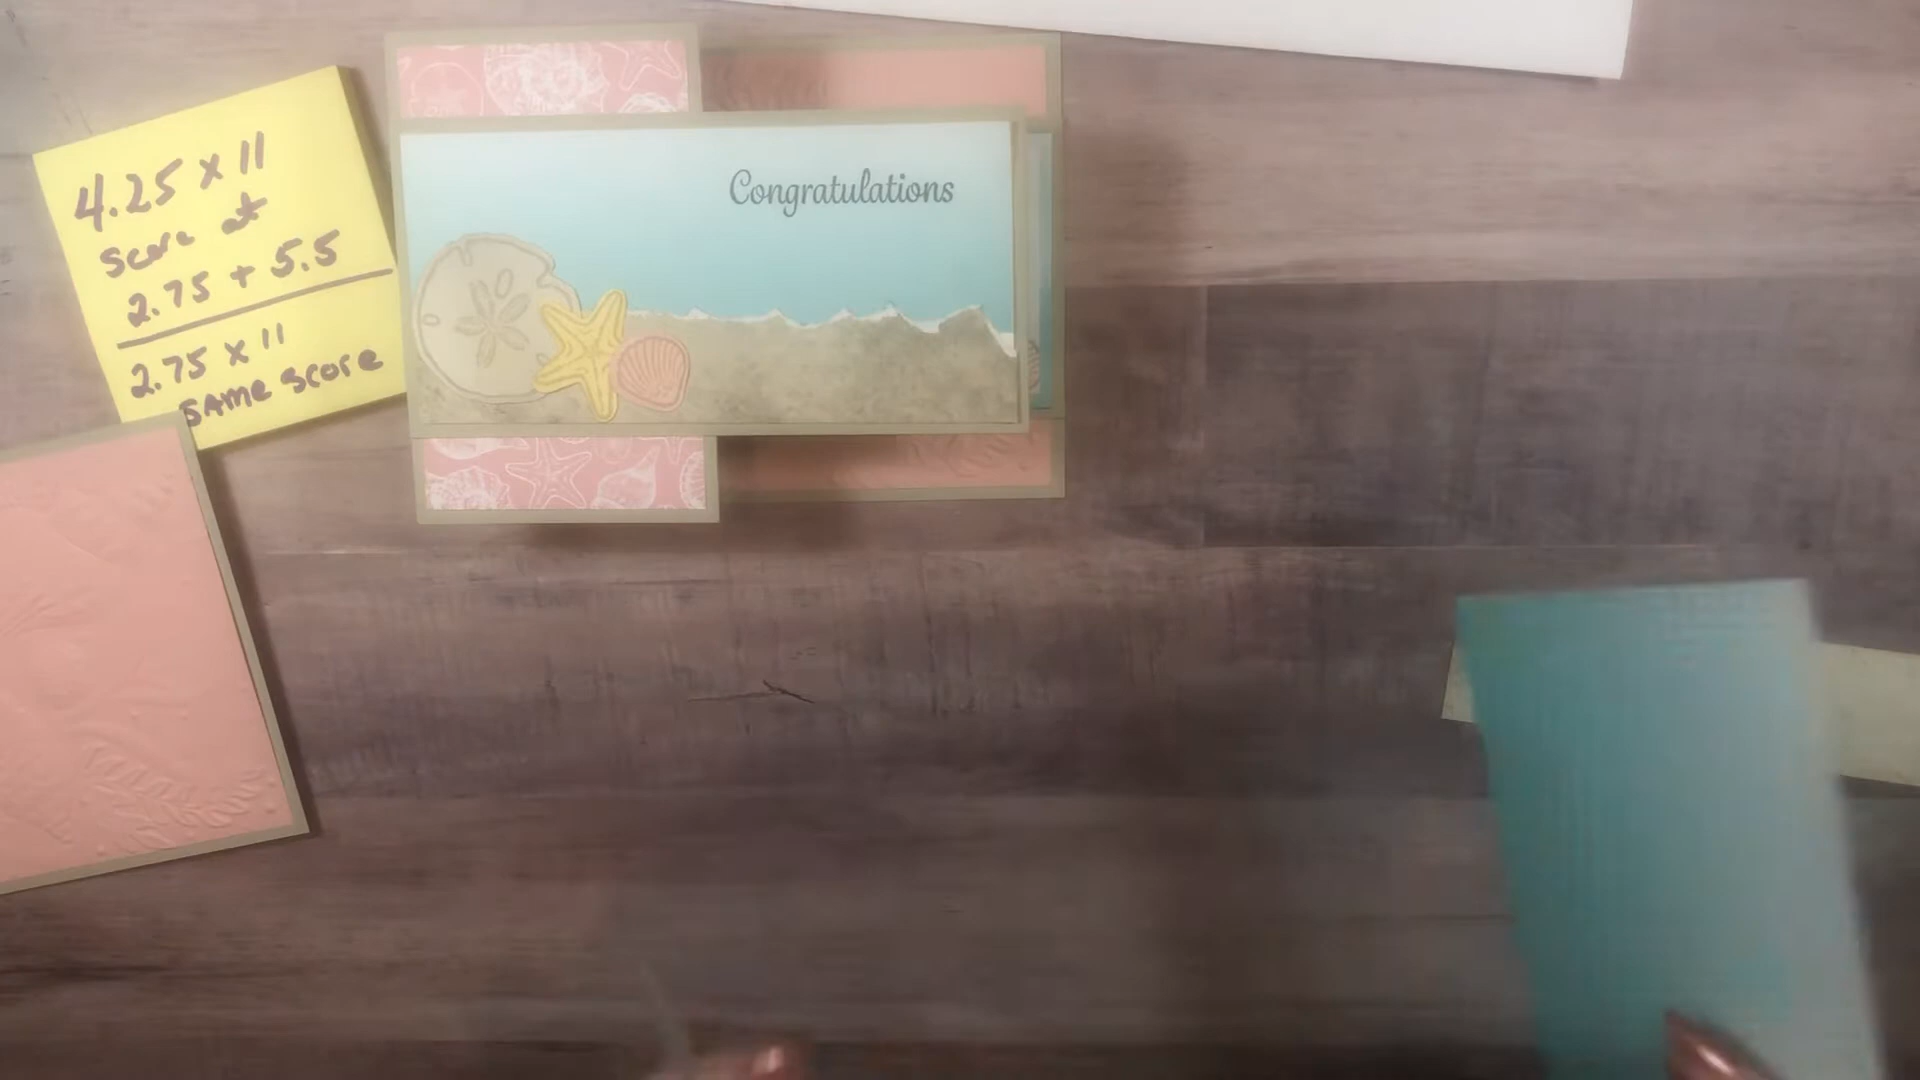 4.25 x 11
Score at
2.75 + 5.5
2.75 x 11
SAme Score
Congratulations